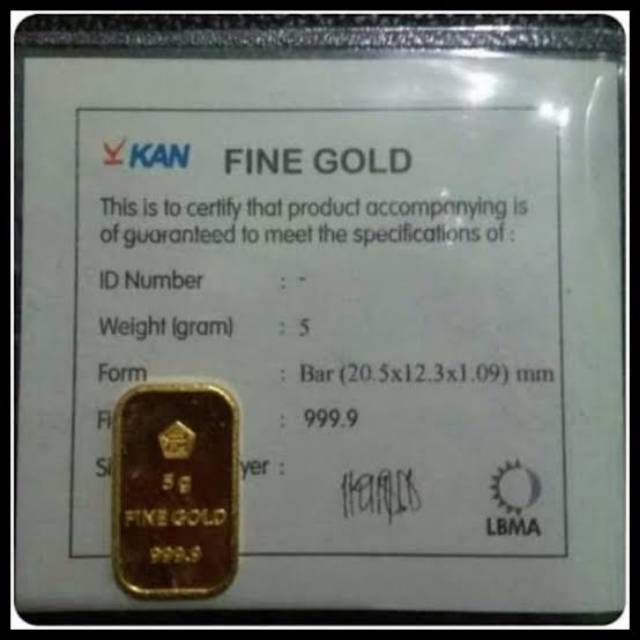 KAN FINE GOLD
This is to certify that product accompanying is
of guaranteed to meet the specifications of :
ID Number : -
Weight (gram) : 5
Form : Bar (20.5x12.3x1.09) mm
Fi : 999.9
Si yer :
LBMA
5 g
FINE GOLD
999.9